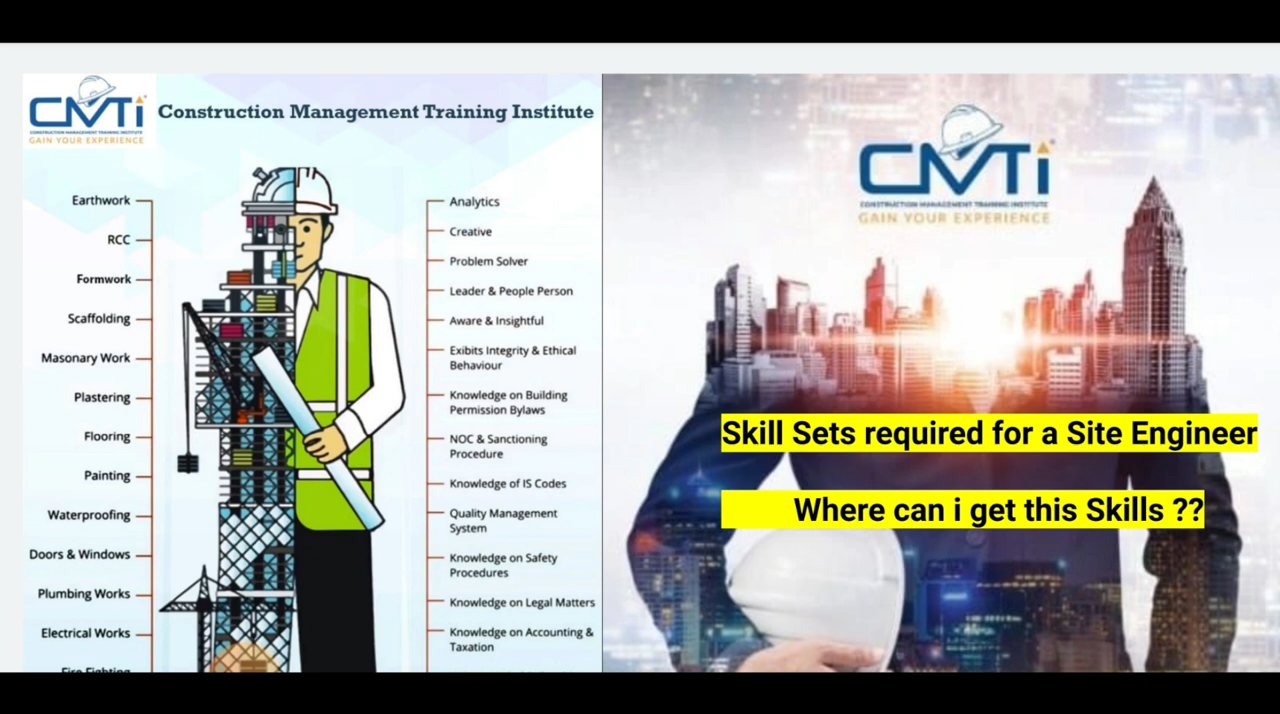 CMTi
CONSTRUCTION MANAGEMENT TRAINING INSTITUTE
GAIN YOUR EXPERIENCE
Construction Management Training Institute
Earthwork
RCC
Formwork
Scaffolding
Masonary Work
Plastering
Flooring
Painting
Waterproofing
Doors & Windows
Plumbing Works
Electrical Works
Fire Fighting
Analytics
Creative
Problem Solver
Leader & People Person
Aware & Insightful
Exibits Integrity & Ethical
Behaviour
Knowledge on Building
Permission Bylaws
NOC & Sanctioning
Procedure
Knowledge of IS Codes
Quality Management
System
Knowledge on Safety
Procedures
Knowledge on Legal Matters
Knowledge on Accounting &
Taxation
CMTi
CONSTRUCTION MANAGEMENT TRAINING INSTITUTE
GAIN YOUR EXPERIENCE
Skill Sets required for a Site Engineer
Where can i get this Skills ??